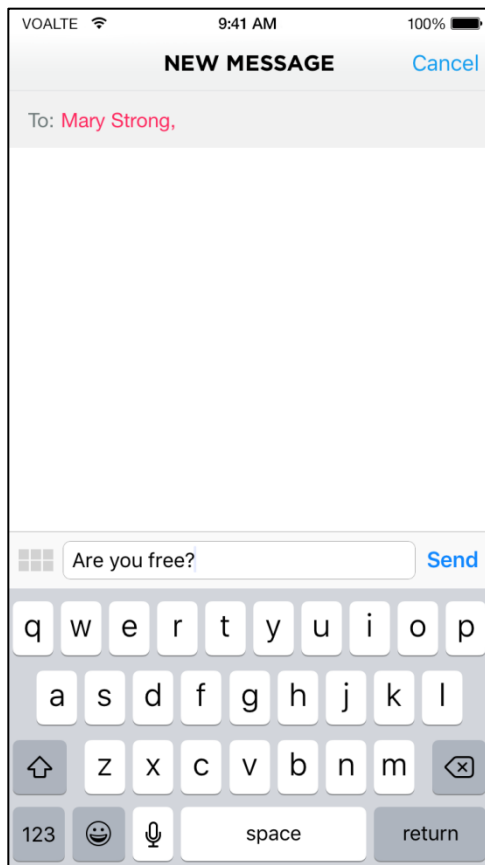 VOALTE 9:41 AM 100%
NEW MESSAGE Cancel
To: Mary Strong,
Are you free? Send
q w e r t y u i o p
a s d f g h j k l
z x c v b n m
123 space return